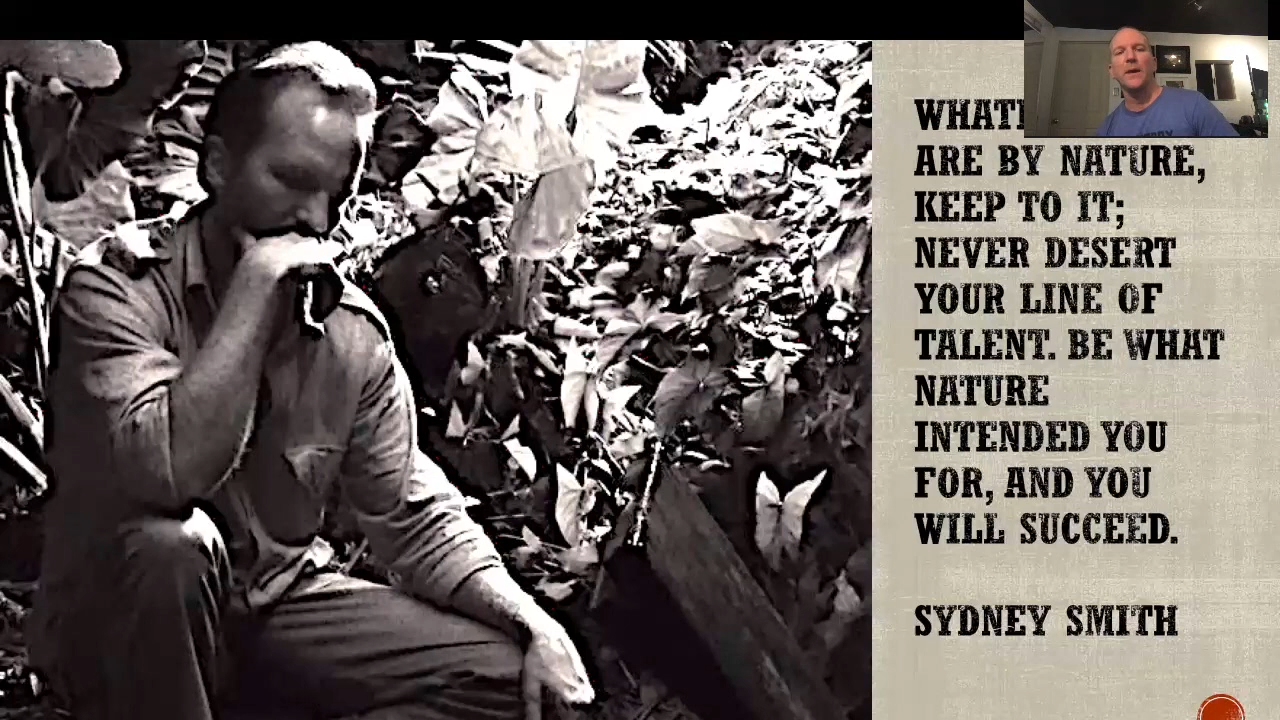 ARE BY NATURE,
KEEP TO IT;
NEVER DESERT
YOUR LINE OF
TALENT. BE WHAT
NATURE
INTENDED YOU
FOR, AND YOU
WILL SUCCEED.
SYDNEY SMITH